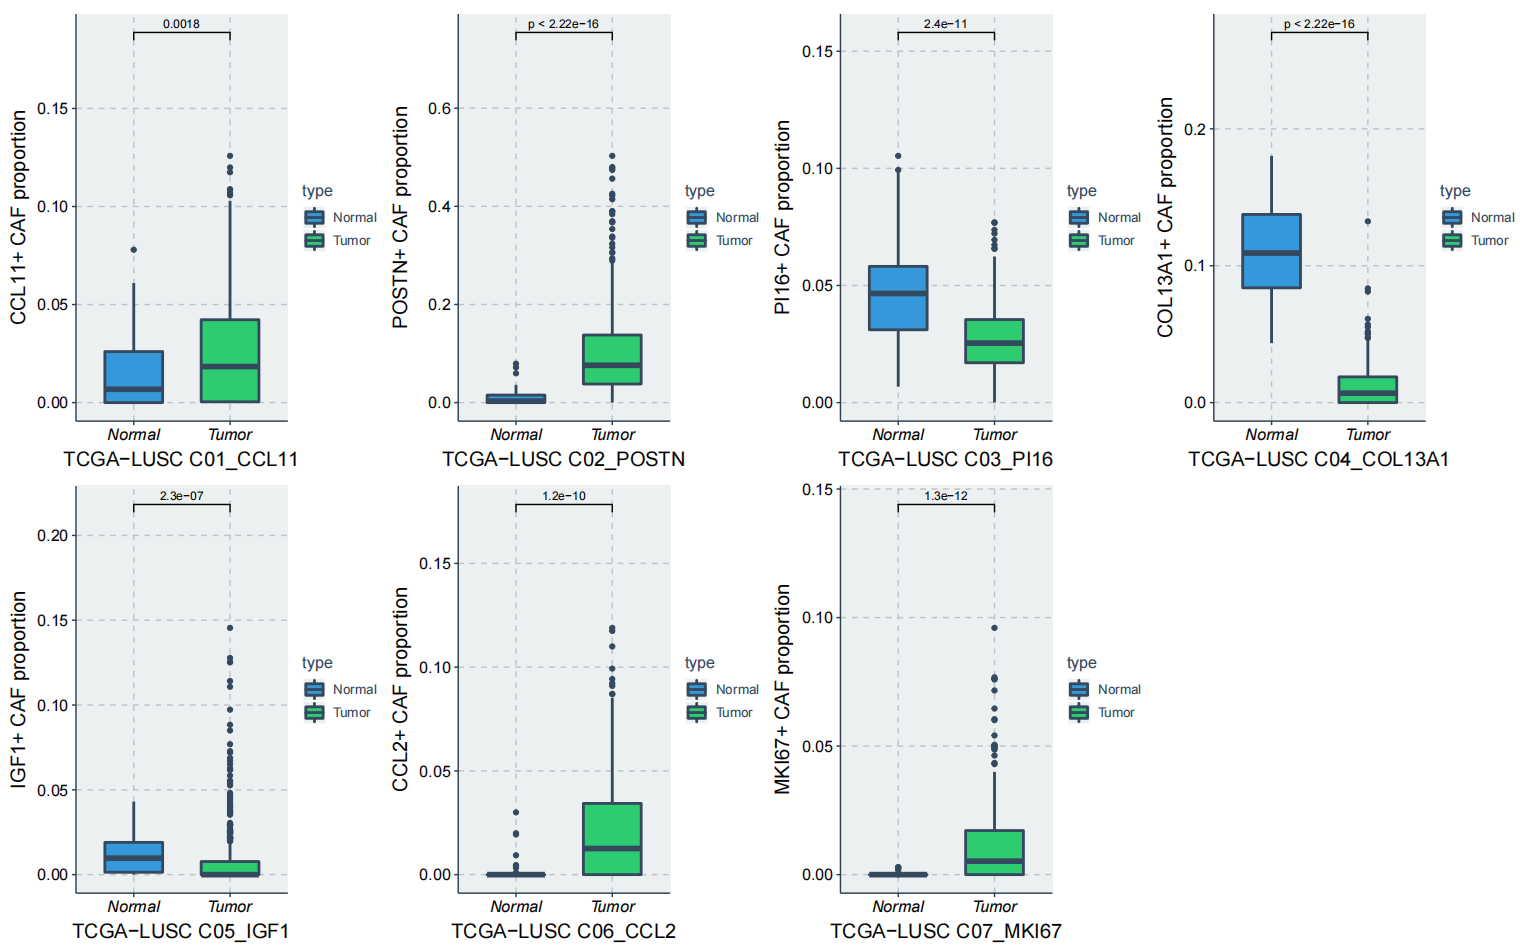 0.0018
CCL11+ CAF proportion
0.15
0.10
0.05
0.00
Normal
Tumor
TCGA−LUSC C01_CCL11
type
Normal
Tumor
p < 2.22e−16
POSTN+ CAF proportion
0.6
0.4
0.2
0.0
Normal
Tumor
TCGA−LUSC C02_POSTN
type
Normal
Tumor
2.4e−11
PI16+ CAF proportion
0.15
0.10
0.05
0.00
Normal
Tumor
TCGA−LUSC C03_PI16
type
Normal
Tumor
p < 2.22e−16
COL13A1+ CAF proportion
0.2
0.1
0.0
Normal
Tumor
TCGA−LUSC C04_COL13A1
type
Normal
Tumor
2.3e−07
IGF1+ CAF proportion
0.20
0.15
0.10
0.05
0.00
Normal
Tumor
TCGA−LUSC C05_IGF1
type
Normal
Tumor
1.2e−10
CCL2+ CAF proportion
0.15
0.10
0.05
0.00
Normal
Tumor
TCGA−LUSC C06_CCL2
type
Normal
Tumor
1.3e−12
MKI67+ CAF proportion
0.15
0.10
0.05
0.00
Normal
Tumor
TCGA−LUSC C07_MKI67
type
Normal
Tumor